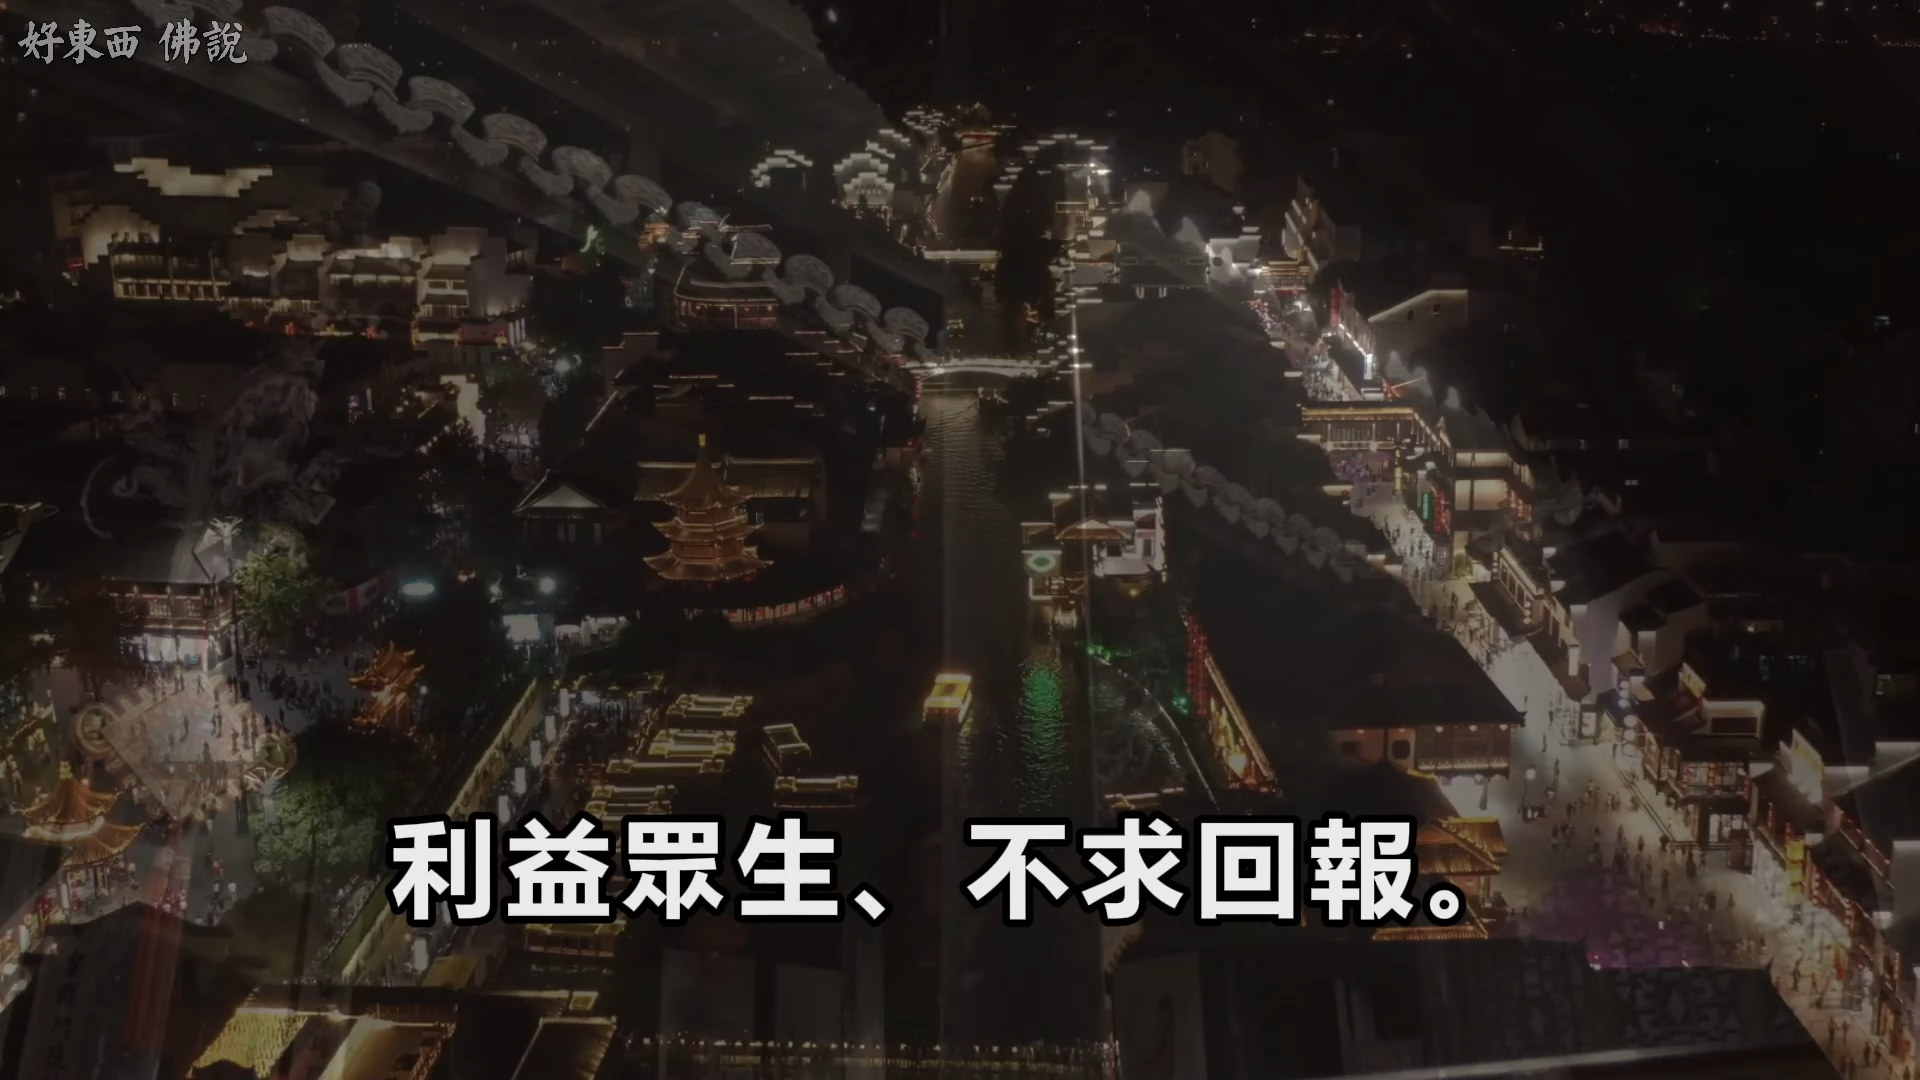 好東西 佛說
利益眾生、不求回報。